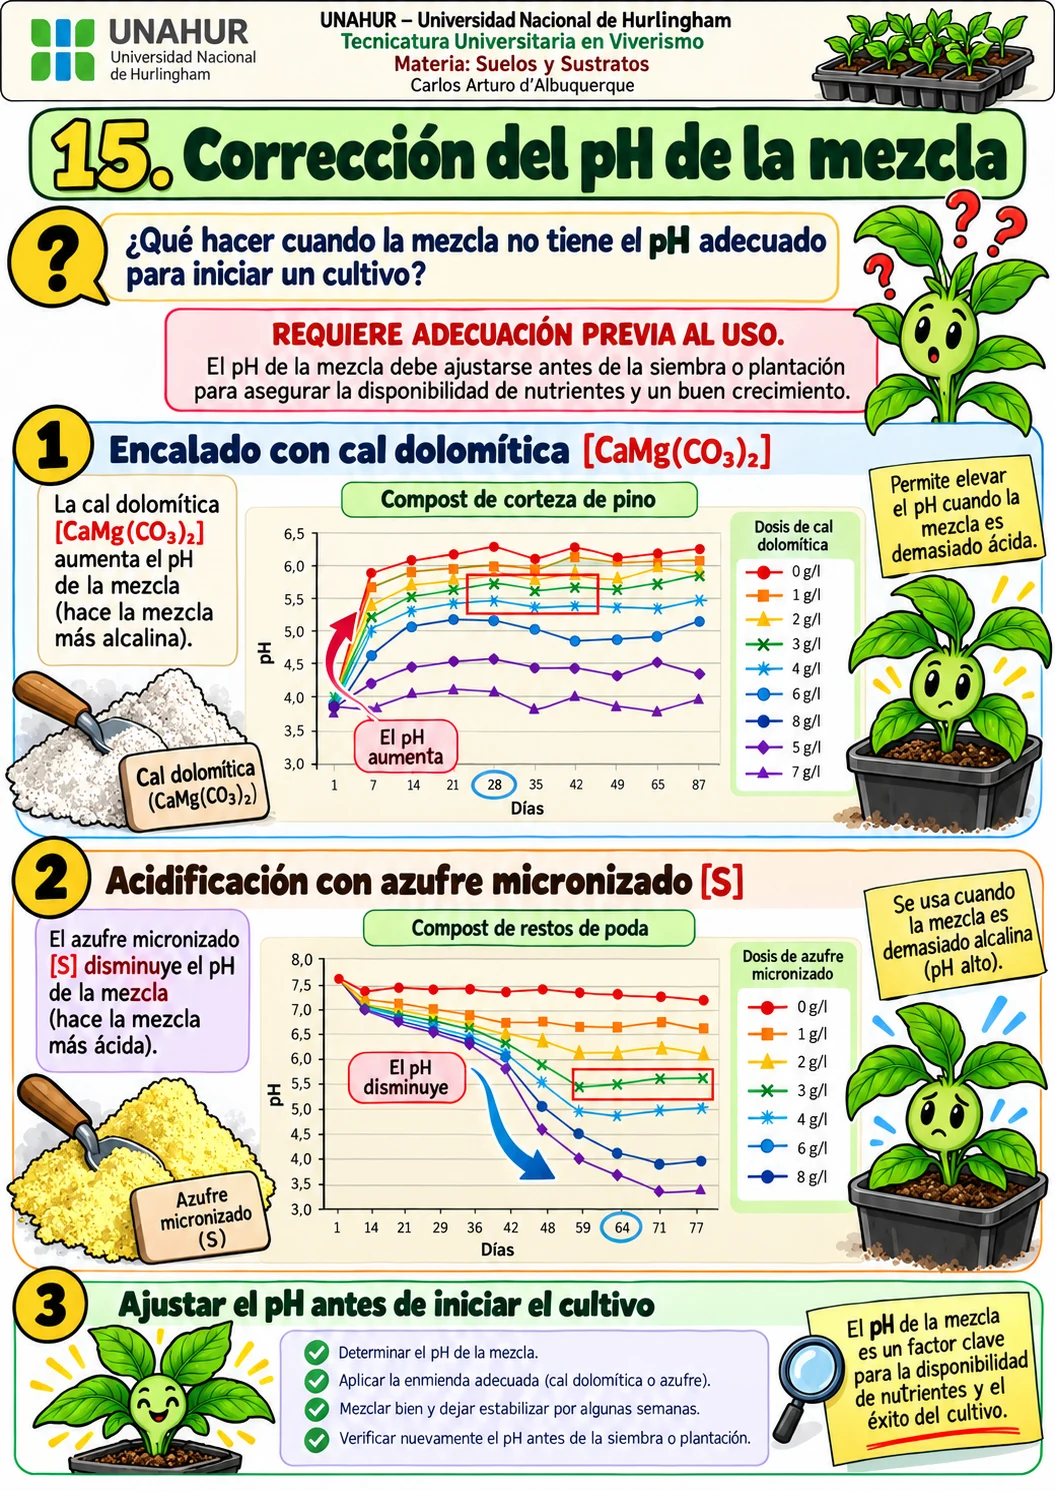 UNAHUR
Universidad Nacional
de Hurlingham
UNAHUR – Universidad Nacional de Hurlingham
Tecnicatura Universitaria en Viverismo
Materia: Suelos y Sustratos
Carlos Arturo d'Albuquerque
15. Corrección del pH de la mezcla
?
¿Qué hacer cuando la mezcla no tiene el pH adecuado
para iniciar un cultivo?
? ? ?
REQUIERE ADECUACIÓN PREVIA AL USO.
El pH de la mezcla debe ajustarse antes de la siembra o plantación
para asegurar la disponibilidad de nutrientes y un buen crecimiento.
1
Encalado con cal dolomítica [CaMg(CO₃)₂]
La cal dolomítica
[CaMg(CO₃)₂]
aumenta el pH
de la mezcla
(hace la mezcla
más alcalina).
Cal dolomítica
(CaMg(CO₃)₂)
Compost de corteza de pino
pH
6,5
6,0
5,5
5,0
4,5
4,0
3,5
3,0
El pH
aumenta
1 7 14 21 28 35 42 49 65 87
Días
Dosis de cal
dolomítica
0 g/l
1 g/l
2 g/l
3 g/l
4 g/l
6 g/l
8 g/l
5 g/l
7 g/l
Permite elevar
el pH cuando la
mezcla es
demasiado ácida.
2
Acidificación con azufre micronizado [S]
El azufre micronizado
[S] disminuye el pH
de la mezcla
(hace la mezcla
más ácida).
Azufre
micronizado
(S)
Compost de restos de poda
pH
8,0
7,5
7,0
6,5
6,0
5,5
5,0
4,5
4,0
3,5
3,0
El pH
disminuye
1 14 21 29 36 42 48 59 64 71 77
Días
Dosis de azufre
micronizado
0 g/l
1 g/l
2 g/l
3 g/l
4 g/l
6 g/l
8 g/l
Se usa cuando
la mezcla es
demasiado alcalina
(pH alto).
3
Ajustar el pH antes de iniciar el cultivo
Determinar el pH de la mezcla.
Aplicar la enmienda adecuada (cal dolomítica o azufre).
Mezclar bien y dejar estabilizar por algunas semanas.
Verificar nuevamente el pH antes de la siembra o plantación.
El pH de la mezcla
es un factor clave
para la disponibilidad
de nutrientes y el
éxito del cultivo.